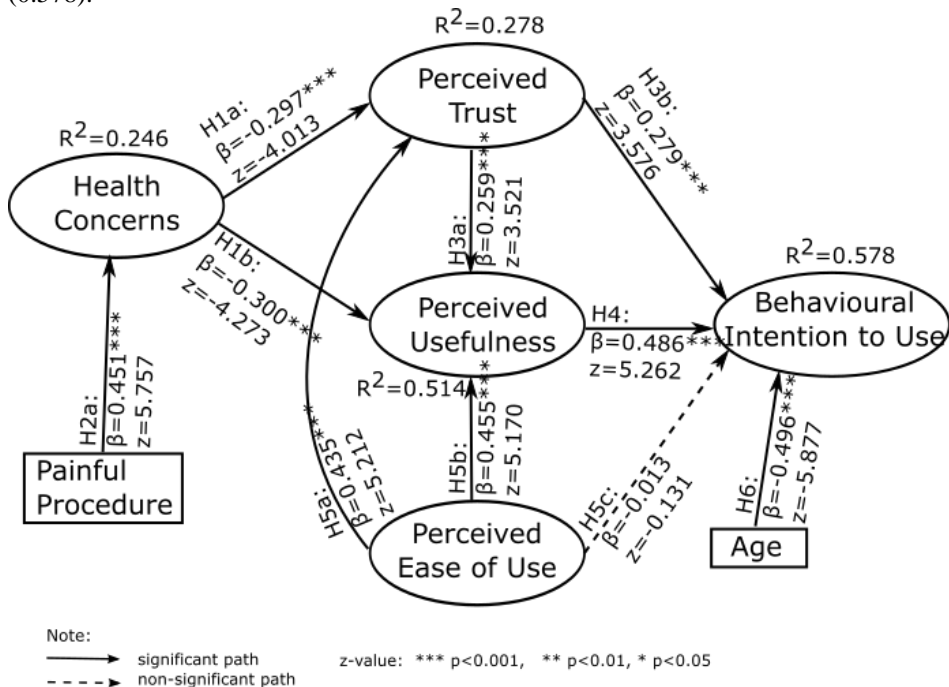 (0.578).
R²=0.278
Perceived
Trust
H1a:
β=-0.297***
z=-4.013
H3b:
β=0.279***
z=3.576
R²=0.246
Health
Concerns
H3a:
β=0.259***
z=3.521
H1b:
β=-0.300***
z=-4.273
R²=0.578
Behavioural
Intention to Use
Perceived
Usefulness
R²=0.514
H4:
β=0.486***
z=5.262
H2a:
β=0.451***
z=5.757
Painful
Procedure
H5a:
β=0.435***
z=5.212
H5b:
β=0.455***
z=5.170
H5c:
β=-0.013
z=-0.131
H6:
β=-0.496***
z=-5.877
Perceived
Ease of Use
Age
Note:
significant path
z-value: *** p<0.001, ** p<0.01, * p<0.05
non-significant path